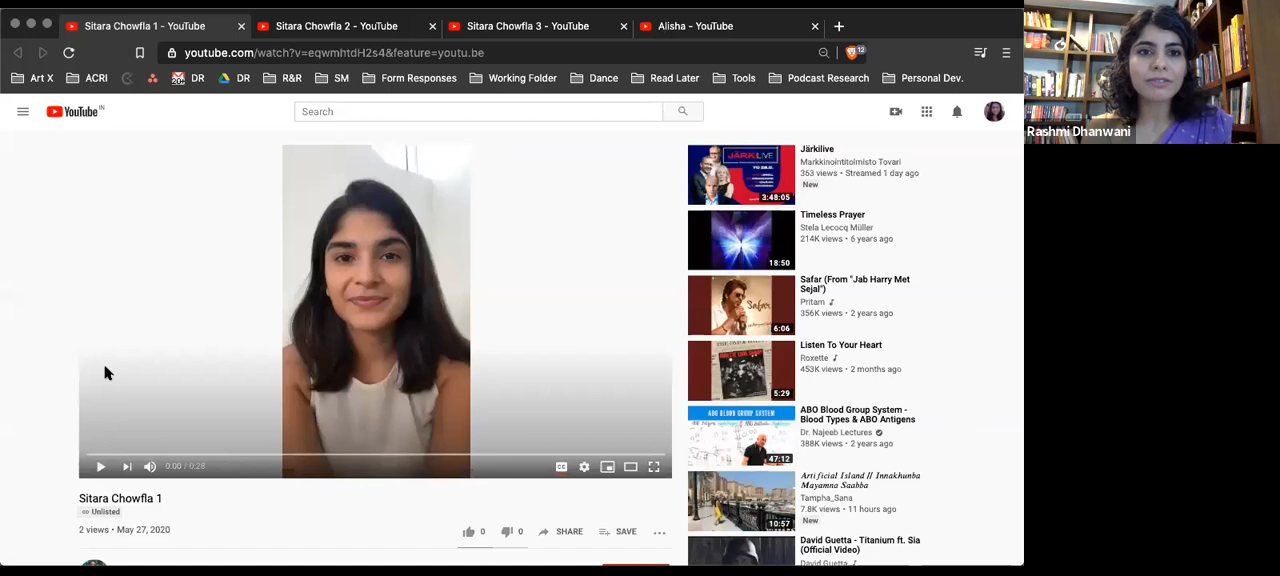 Sitara Chowfla 1 - YouTube
Sitara Chowfla 2 - YouTube
Sitara Chowfla 3 - YouTube
Alisha - YouTube
youtube.com/watch?v=eqwmhtdH2s4&feature=youtu.be
12
Art X
ACRI
20+ DR
DR
R&R
SM
Form Responses
Working Folder
Dance
Read Later
Tools
Podcast Research
Personal Dev.
Rashmi Dhanwani
YouTube IN
Search
Järkilive
Markkinointitoimisto Tovari
363 views • Streamed 1 day ago
New
JÄRKILIVE
3:48:05
Timeless Prayer
Stela Lecocq Müller
214K views • 6 years ago
18:50
Safar (From "Jab Harry Met
Sejal")
Pritam
356K views • 2 years ago
Safar
6:06
Listen To Your Heart
Roxette
453K views • 2 months ago
5:29
ABO Blood Group System -
Blood Types & ABO Antigens
Dr. Najeeb Lectures
388K views • 2 years ago
ABO BLOOD GROUP SYSTEM
47:12
Artificial Island // Innakhunba
Mayamna Saabba
Tampha_Sana
7.8K views • 11 hours ago
New
10:57
David Guetta - Titanium ft. Sia
(Official Video)
David Guetta
0:00 / 0:28
CC
Sitara Chowfla 1
Unlisted
2 views • May 27, 2020
0
0
SHARE
SAVE